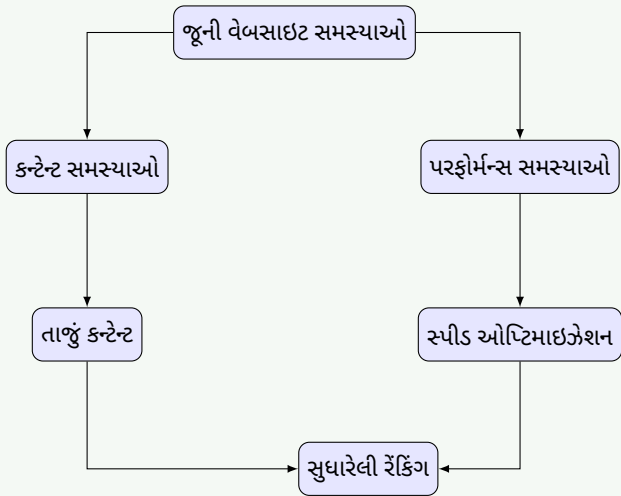 જૂની વેબસાઇટ સમસ્યાઓ
કન્ટેન્ટ સમસ્યાઓ
પરફોર્મન્સ સમસ્યાઓ
તાજું કન્ટેન્ટ
સ્પીડ ઓપ્ટિમાઇઝેશન
સુધારેલી રેંકિંગ